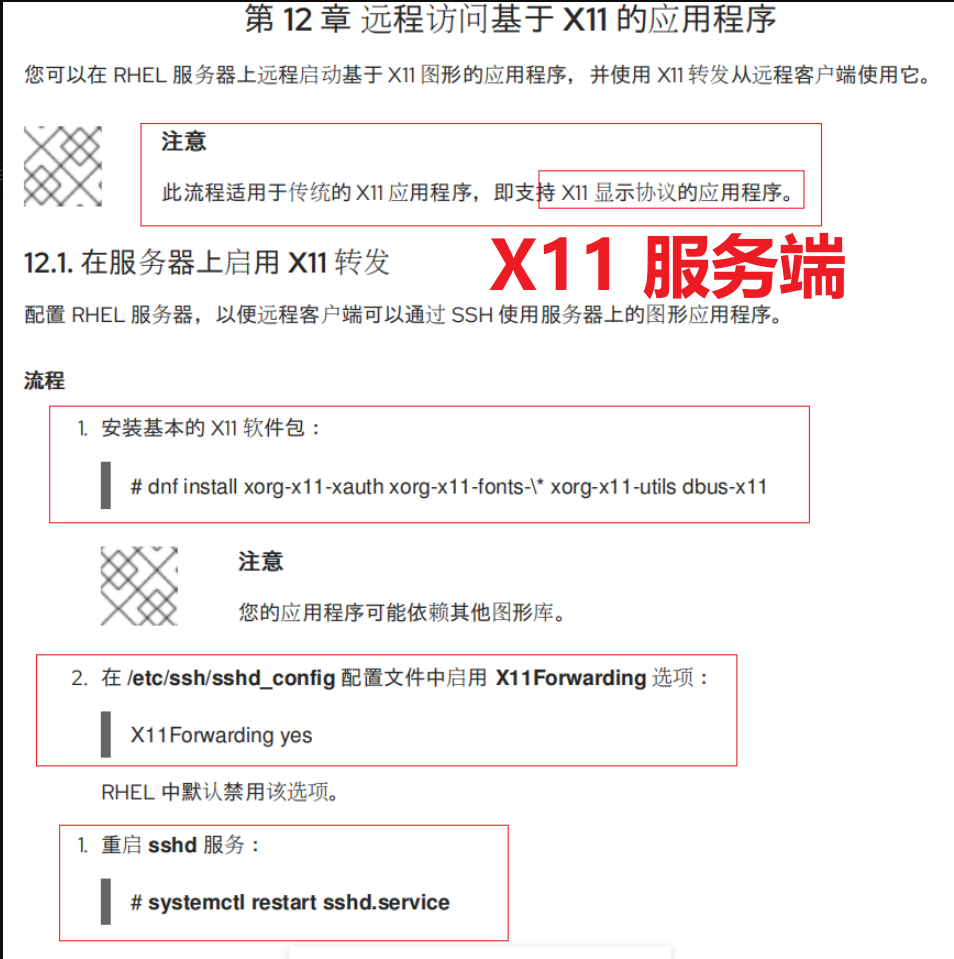 第 12 章 远程访问基于 X11 的应用程序
您可以在 RHEL 服务器上远程启动基于 X11 图形的应用程序，并使用 X11 转发从远程客户端使用它。
注意
此流程适用于传统的 X11 应用程序，即支持 X11 显示协议的应用程序。
X11 服务端
12.1. 在服务器上启用 X11 转发
配置 RHEL 服务器，以便远程客户端可以通过 SSH 使用服务器上的图形应用程序。
流程
1. 安装基本的 X11 软件包：
# dnf install xorg-x11-xauth xorg-x11-fonts-\* xorg-x11-utils dbus-x11
注意
您的应用程序可能依赖其他图形库。
2. 在 /etc/ssh/sshd_config 配置文件中启用 X11Forwarding 选项：
X11Forwarding yes
RHEL 中默认禁用该选项。
1. 重启 sshd 服务：
# systemctl restart sshd.service